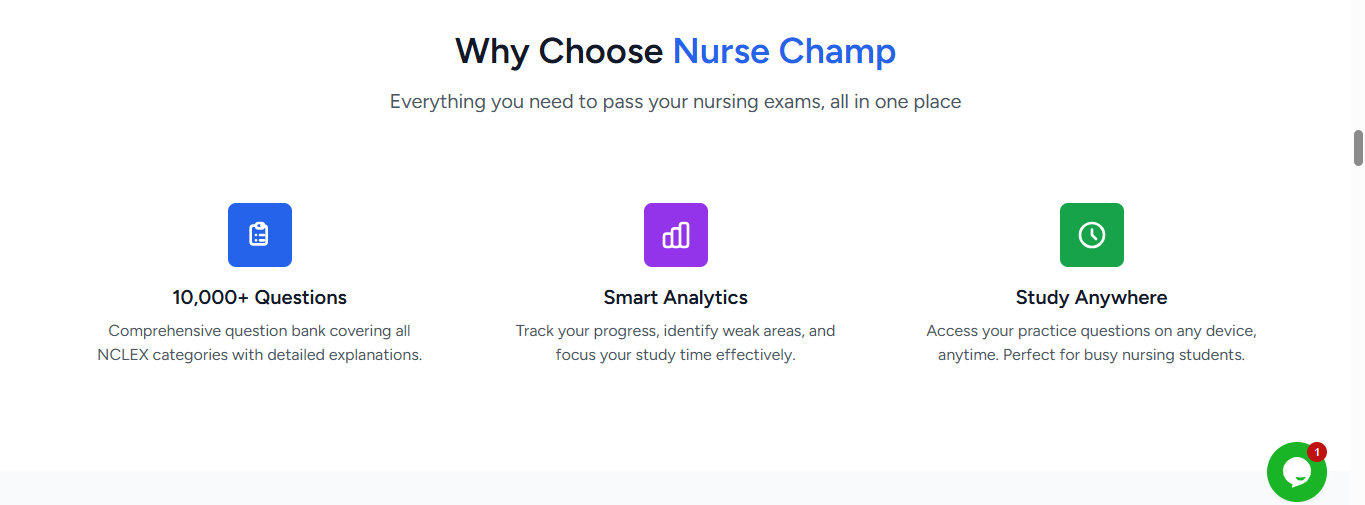 Why Choose Nurse Champ
Everything you need to pass your nursing exams, all in one place
10,000+ Questions
Comprehensive question bank covering all
NCLEX categories with detailed explanations.
Smart Analytics
Track your progress, identify weak areas, and
focus your study time effectively.
Study Anywhere
Access your practice questions on any device,
anytime. Perfect for busy nursing students.
1